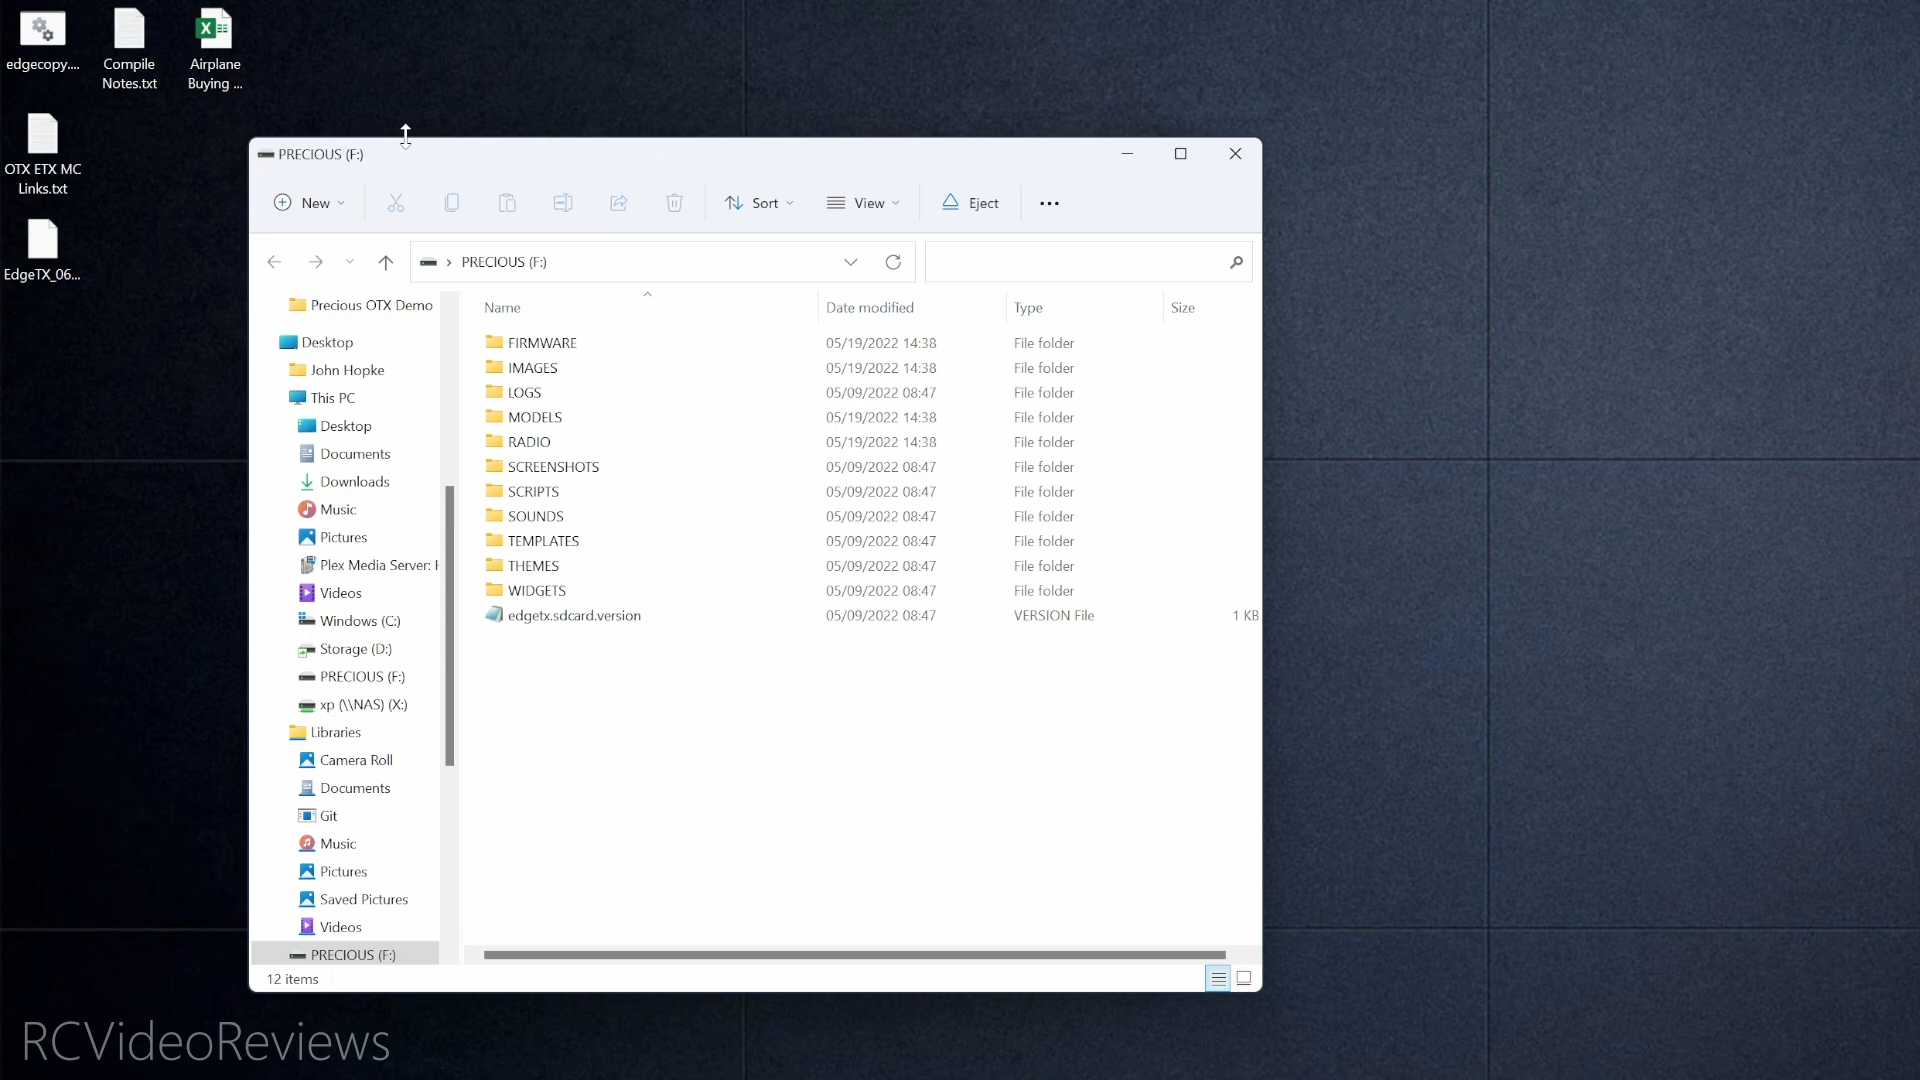 edgecopy....
Compile
Notes.txt
Airplane
Buying ...
OTX ETX MC
Links.txt
EdgeTX_06...
PRECIOUS (F:)
New
Sort
View
Eject
PRECIOUS (F:)
Precious OTX Demo
Desktop
John Hopke
This PC
Desktop
Documents
Downloads
Music
Pictures
Plex Media Server:
Videos
Windows (C:)
Storage (D:)
PRECIOUS (F:)
xp (\\NAS) (X:)
Libraries
Camera Roll
Documents
Git
Music
Pictures
Saved Pictures
Videos
PRECIOUS (F:)
Name Date modified Type Size
FIRMWARE 05/19/2022 14:38 File folder
IMAGES 05/19/2022 14:38 File folder
LOGS 05/09/2022 08:47 File folder
MODELS 05/19/2022 14:38 File folder
RADIO 05/19/2022 14:38 File folder
SCREENSHOTS 05/09/2022 08:47 File folder
SCRIPTS 05/09/2022 08:47 File folder
SOUNDS 05/09/2022 08:47 File folder
TEMPLATES 05/09/2022 08:47 File folder
THEMES 05/09/2022 08:47 File folder
WIDGETS 05/09/2022 08:47 File folder
edgetx.sdcard.version 05/09/2022 08:47 VERSION File 1 KB
12 items
RCVideoReviews